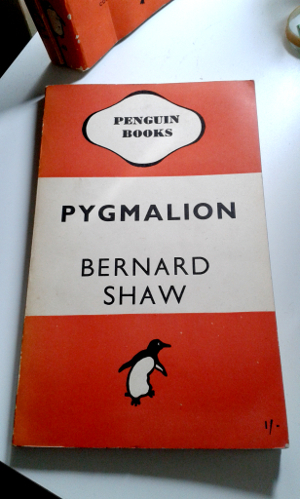 PENGUIN
BOOKS
PYGMALION
BERNARD
SHAW
1/-